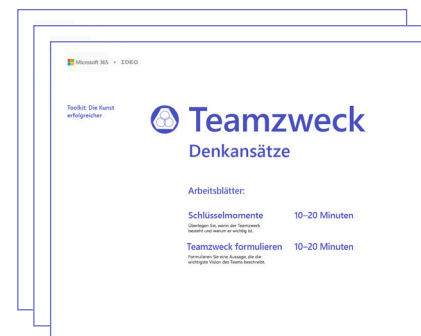 Microsoft 365 + IDEO
Toolkit: Die Kunst
erfolgreicher
Teamzweck
Denkansätze
Arbeitsblätter:
Schlüsselmomente 10–20 Minuten
Überlegen Sie, worin der Teamzweck
besteht und warum er wichtig ist.
Teamzweck formulieren 10–20 Minuten
Formulieren Sie eine Aussage, die die
wichtigste Vision des Teams beschreibt.